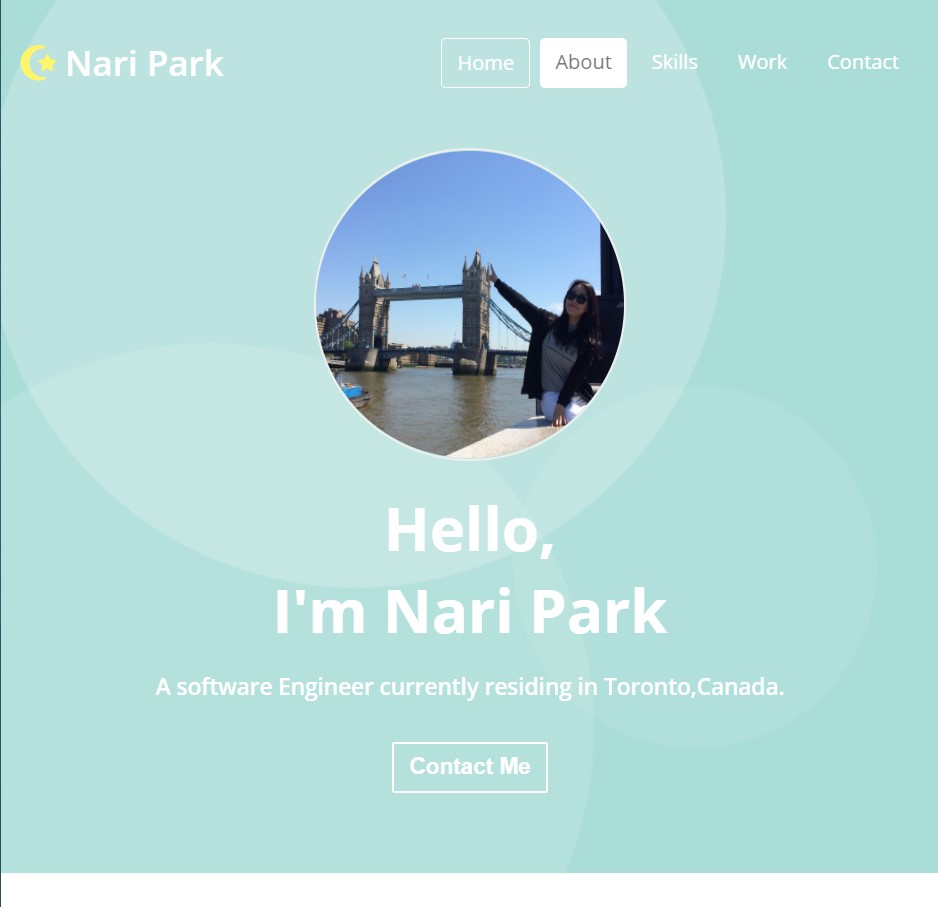 Nari Park
Home About Skills Work Contact
Hello,
I'm Nari Park
A software Engineer currently residing in Toronto,Canada.
Contact Me